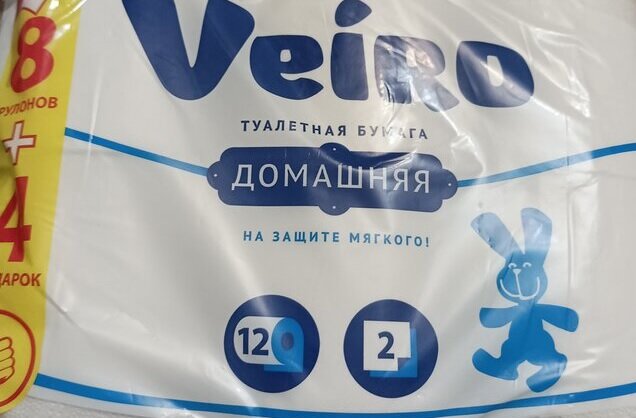 Veiro
ТУАЛЕТНАЯ БУМАГА
ДОМАШНЯЯ
НА ЗАЩИТЕ МЯГКОГО!
8
РУЛОНОВ
+
4
12
2